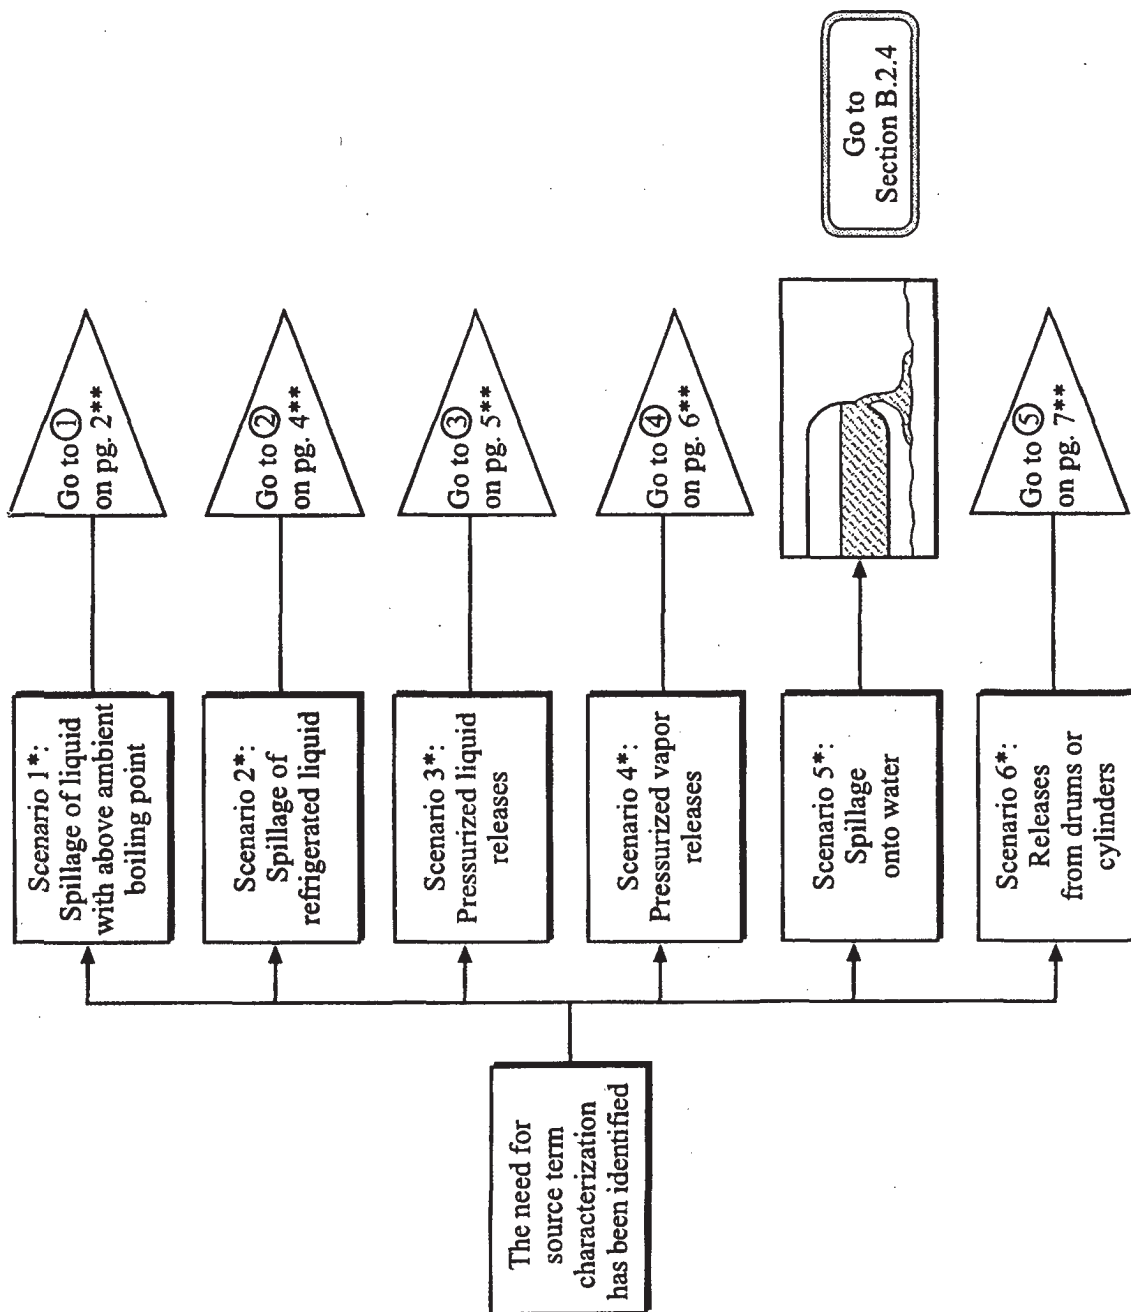 The need for
source term
characterization
has been identified
Scenario 1*:
Spillage of liquid
with above ambient
boiling point
Go to ①
on pg. 2**
Scenario 2*:
Spillage of
refrigerated liquid
Go to ②
on pg. 4**
Scenario 3*:
Pressurized liquid
releases
Go to ③
on pg. 5**
Scenario 4*:
Pressurized vapor
releases
Go to ④
on pg. 6**
Scenario 5*:
Spillage
onto water
Go to
Section B.2.4
Scenario 6*:
Releases
from drums or
cylinders
Go to ⑤
on pg. 7**